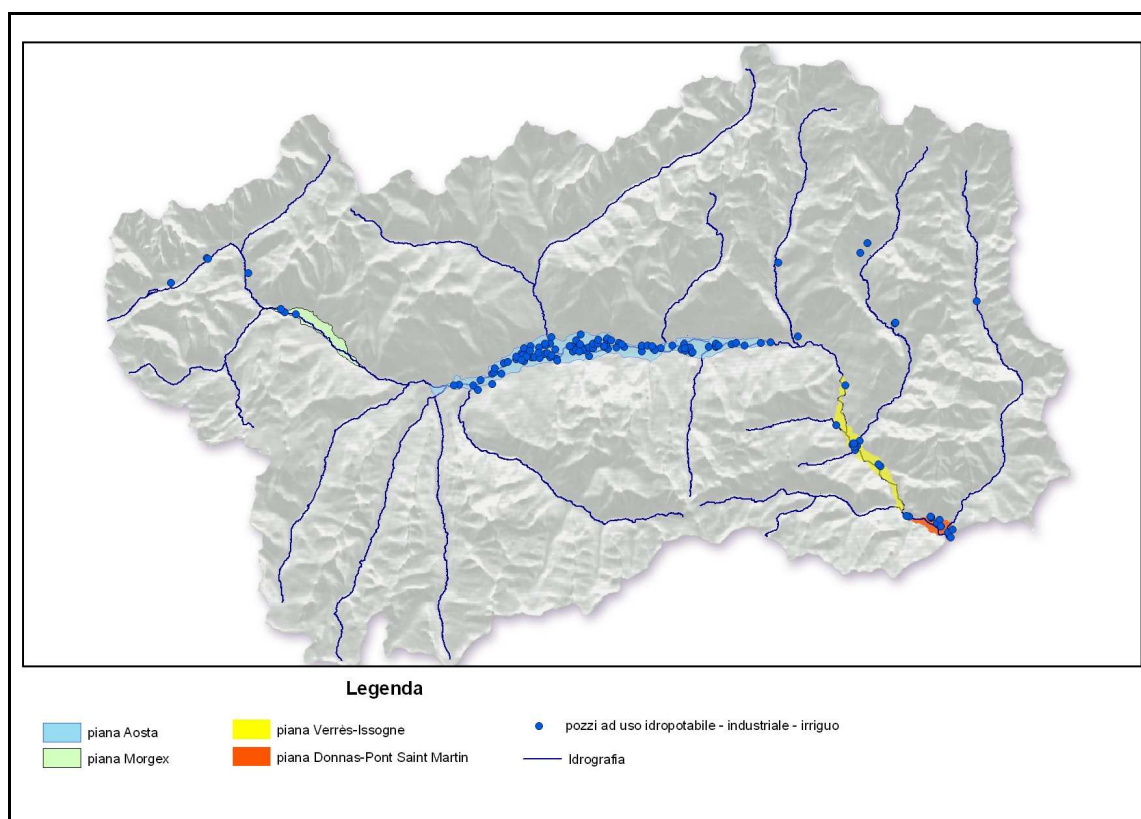 Legenda
piana Aosta
piana Verrès-Issogne
pozzi ad uso idropotabile - industriale - irriguo
piana Morgex
piana Donnas-Pont Saint Martin
Idrografia